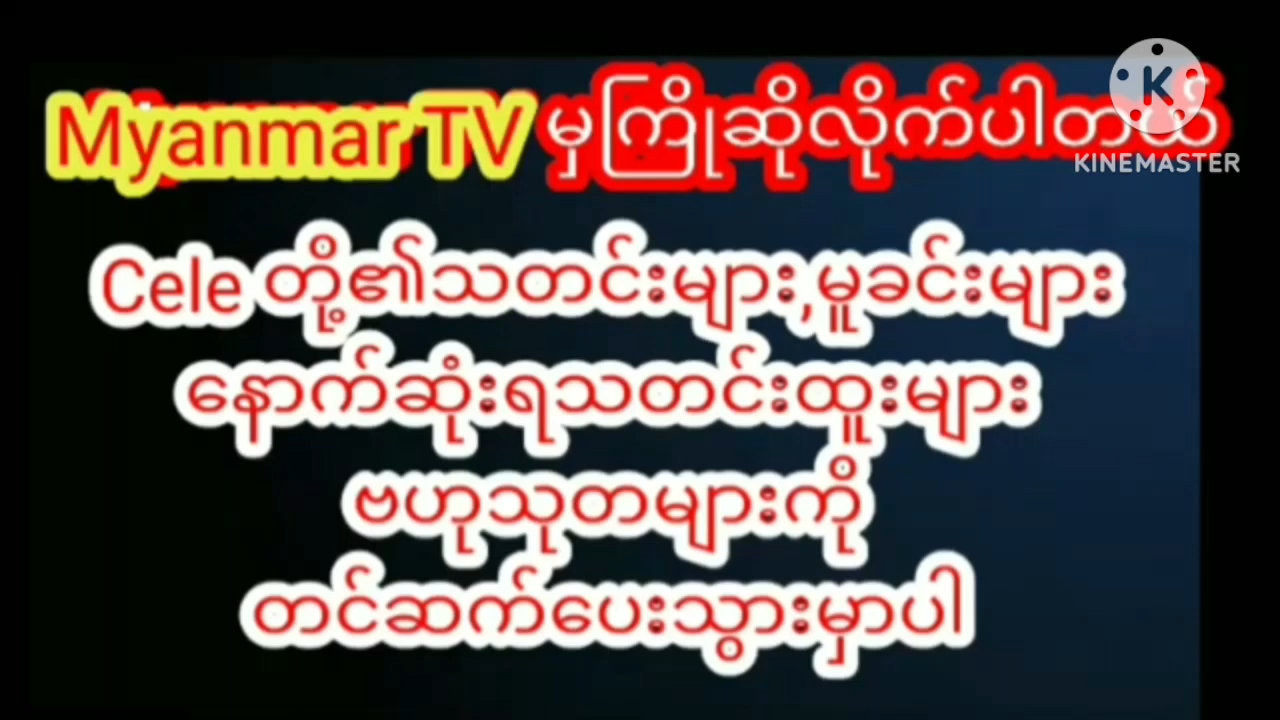 Myanmar TV မှကြိုဆိုလိုက်ပါတယ်
KINEMASTER
Cele တို့၏သတင်းများ,မူခင်းများ
နောက်ဆုံးရသတင်းထူးများ
ဗဟုသုတများကို
တင်ဆက်ပေးသွားမှာပါ